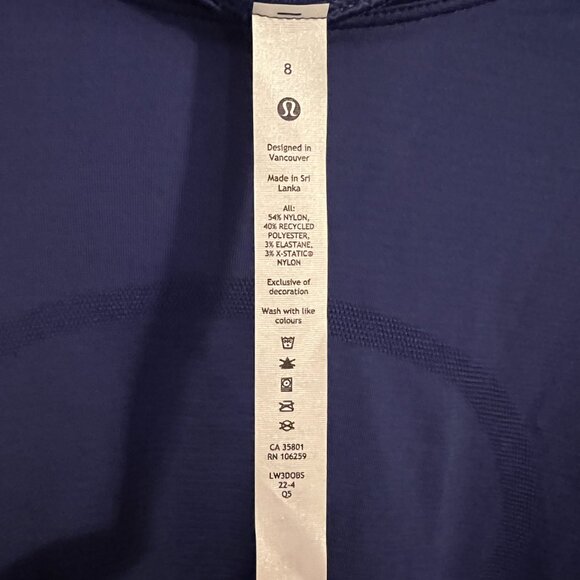 8
Designed in
Vancouver
Made in Sri
Lanka
All:
54% NYLON,
40% RECYCLED
POLYESTER,
3% ELASTANE,
3% X-STATIC®
NYLON
Exclusive of
decoration
Wash with like
colours
CA 35801
RN 106259
LW3DOBS
22-4
Q5